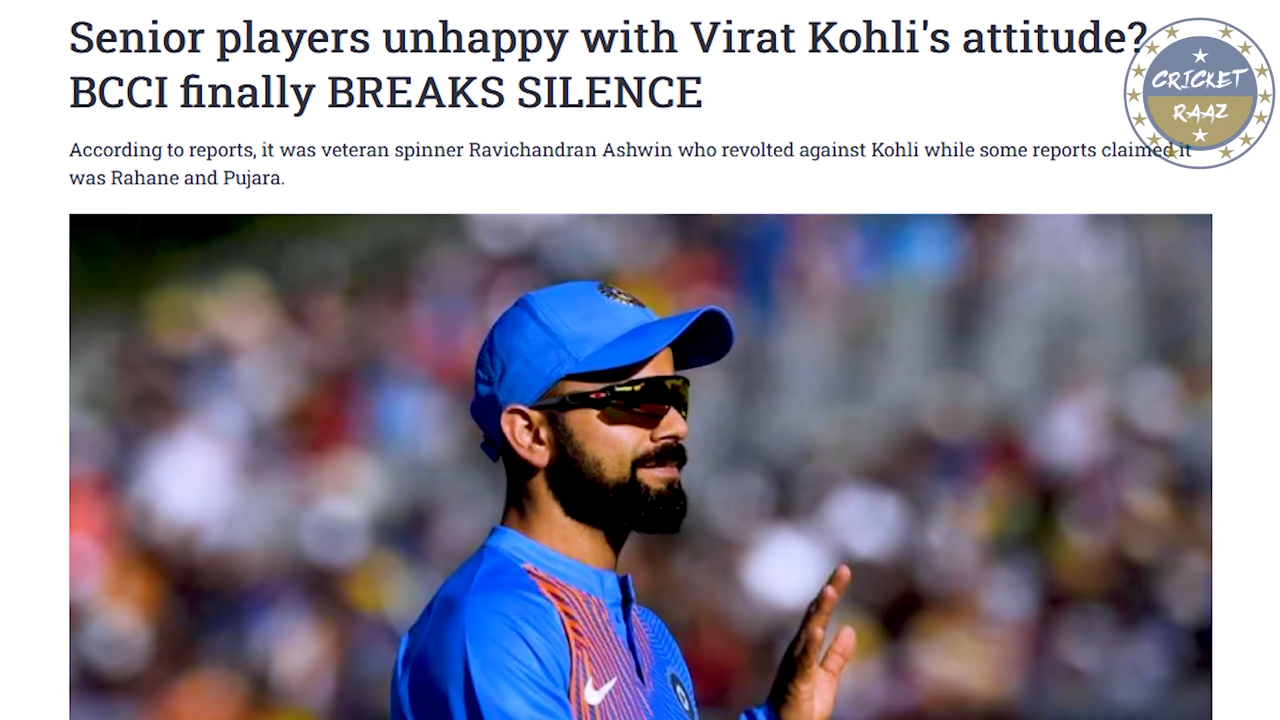 Senior players unhappy with Virat Kohli's attitude?
BCCI finally BREAKS SILENCE
CRICKET
RAAZ
According to reports, it was veteran spinner Ravichandran Ashwin who revolted against Kohli while some reports claimed it
was Rahane and Pujara.